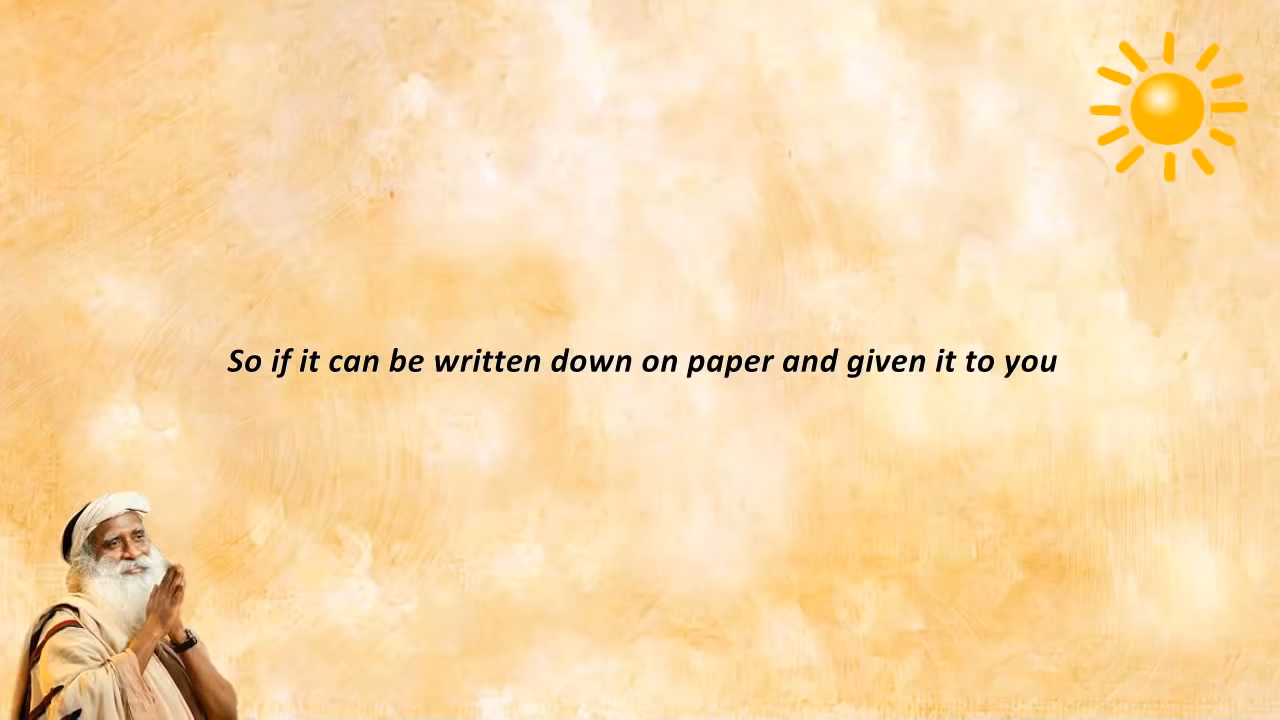 So if it can be written down on paper and given it to you